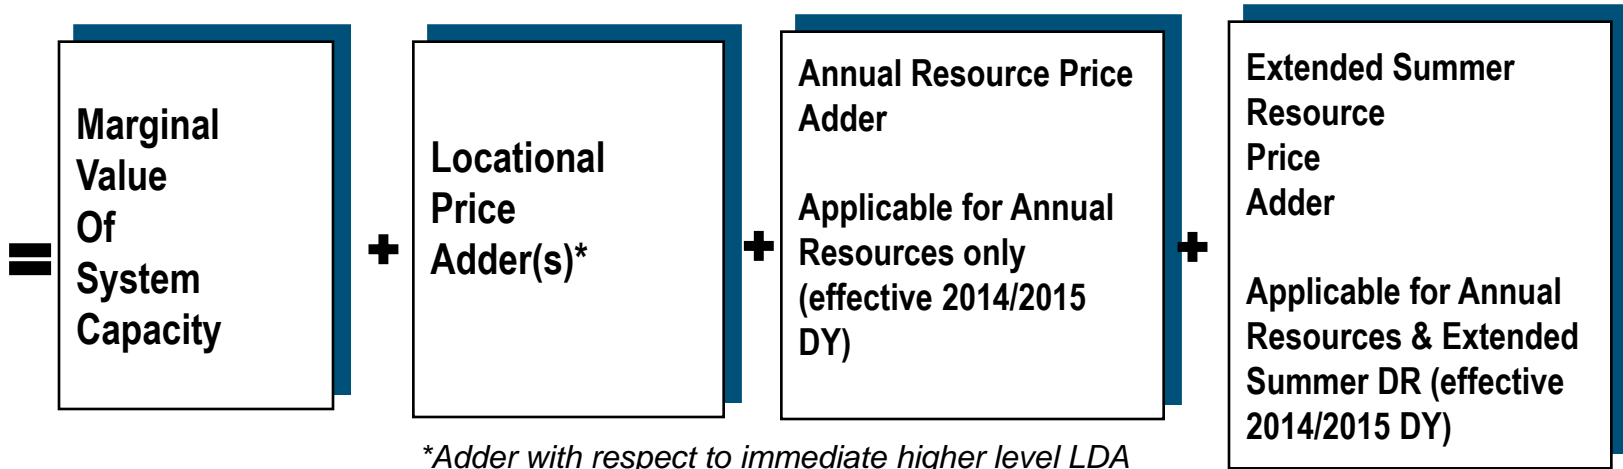 =
Marginal
Value
Of
System
Capacity
+
Locational
Price
Adder(s)*
+
Annual Resource Price
Adder
Applicable for Annual
Resources only
(effective 2014/2015
DY)
+
Extended Summer
Resource
Price
Adder
Applicable for Annual
Resources & Extended
Summer DR (effective
2014/2015 DY)
*Adder with respect to immediate higher level LDA